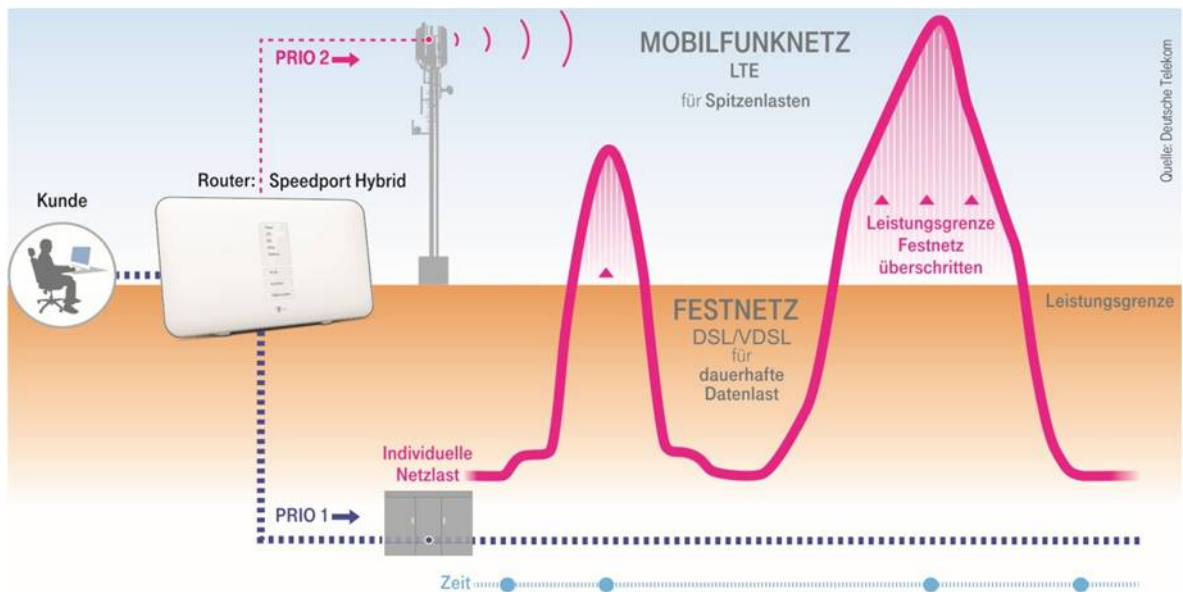 PRIO 2
MOBILFUNKNETZ
LTE
für Spitzenlasten
Quelle: Deutsche Telekom
Router: Speedport Hybrid
Kunde
Leistungsgrenze
Festnetz
überschritten
FESTNETZ
DSL/VDSL
für
dauerhafte
Datenlast
Leistungsgrenze
Individuelle
Netzlast
PRIO 1
Zeit